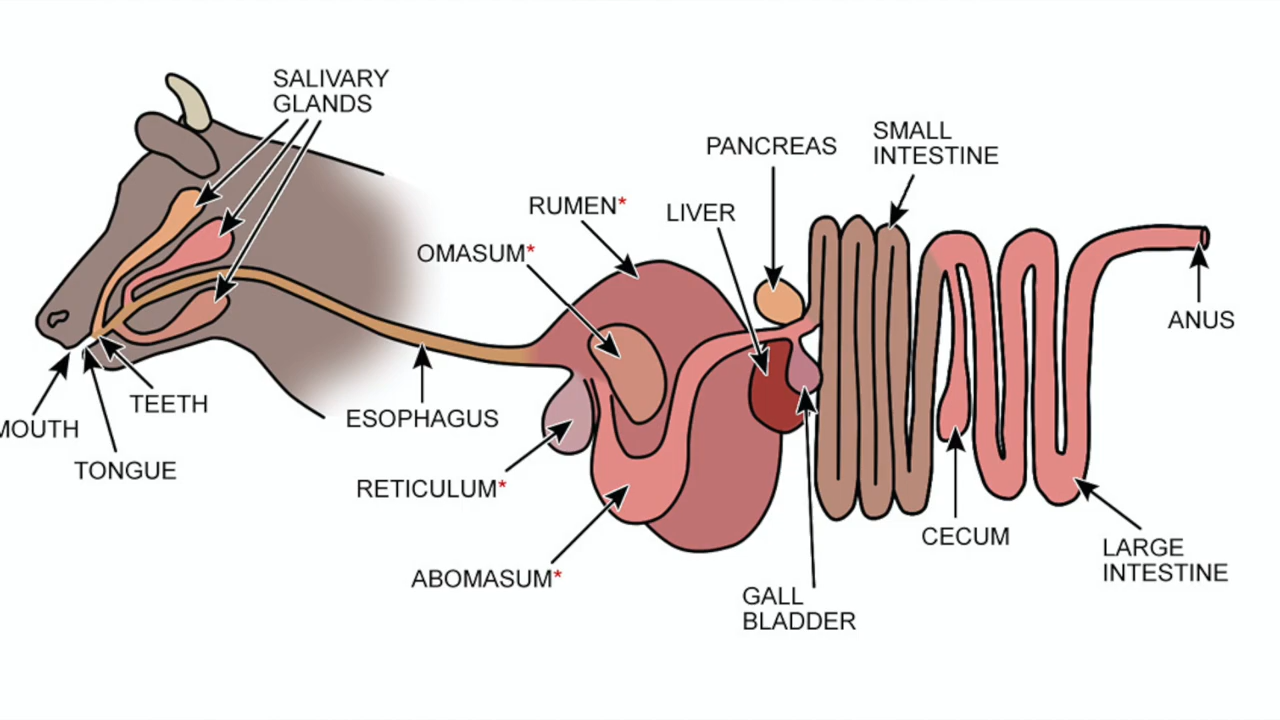 SALIVARY
GLANDS
PANCREAS
SMALL
INTESTINE
RUMEN*
LIVER
OMASUM*
ANUS
TEETH
ESOPHAGUS
MOUTH
TONGUE
RETICULUM*
CECUM
LARGE
INTESTINE
ABOMASUM*
GALL
BLADDER